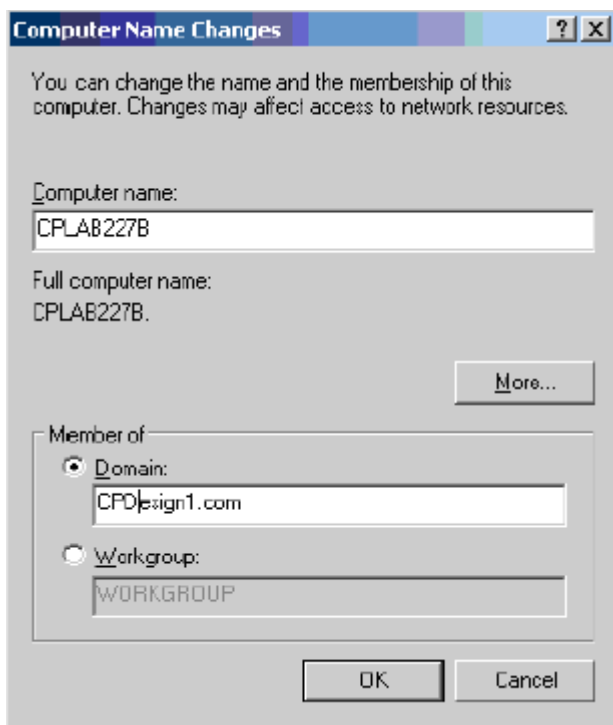 Computer Name Changes
You can change the name and the membership of this
computer. Changes may affect access to network resources.
Computer name:
CPLAB227B
Full computer name:
CPLAB227B.
More...
Member of
Domain:
CPDesign1.com
Workgroup:
WORKGROUP
OK
Cancel